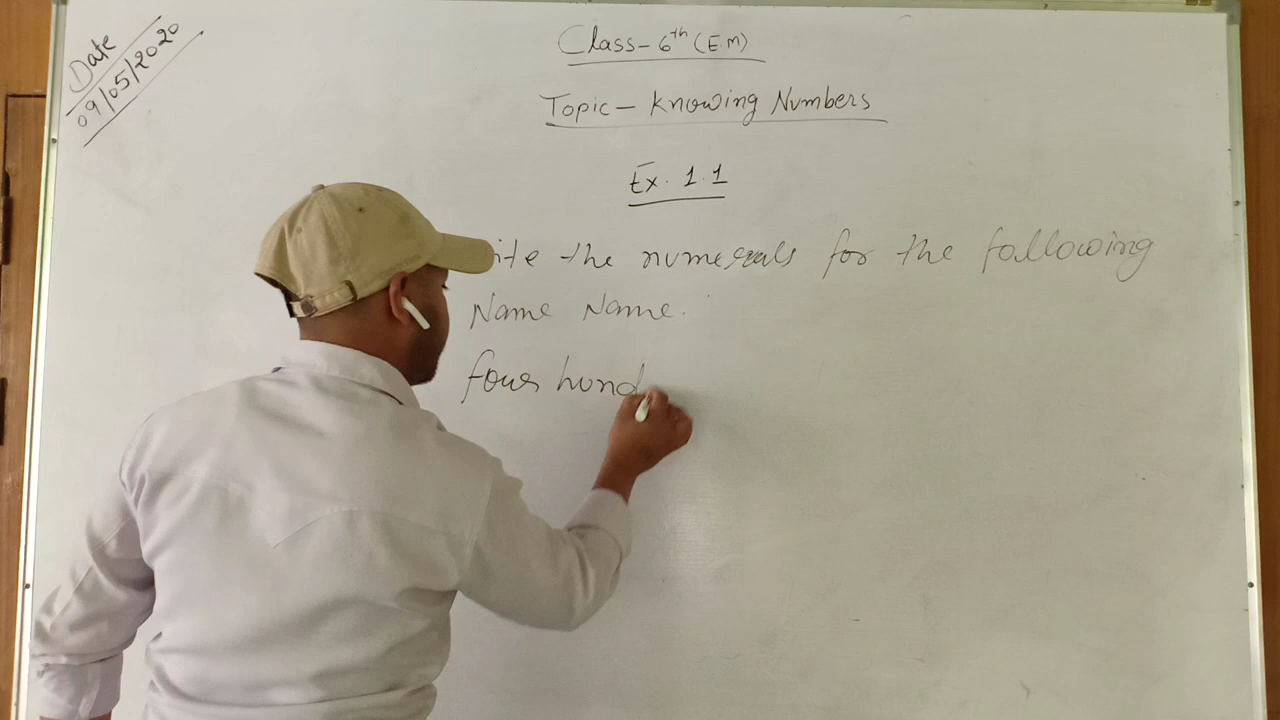 Date
09/05/2020
Class-6th (E.M)
Topic- Knowing Numbers
Ex. 1.1
ite the numerals for the following
Name Name.
four hund